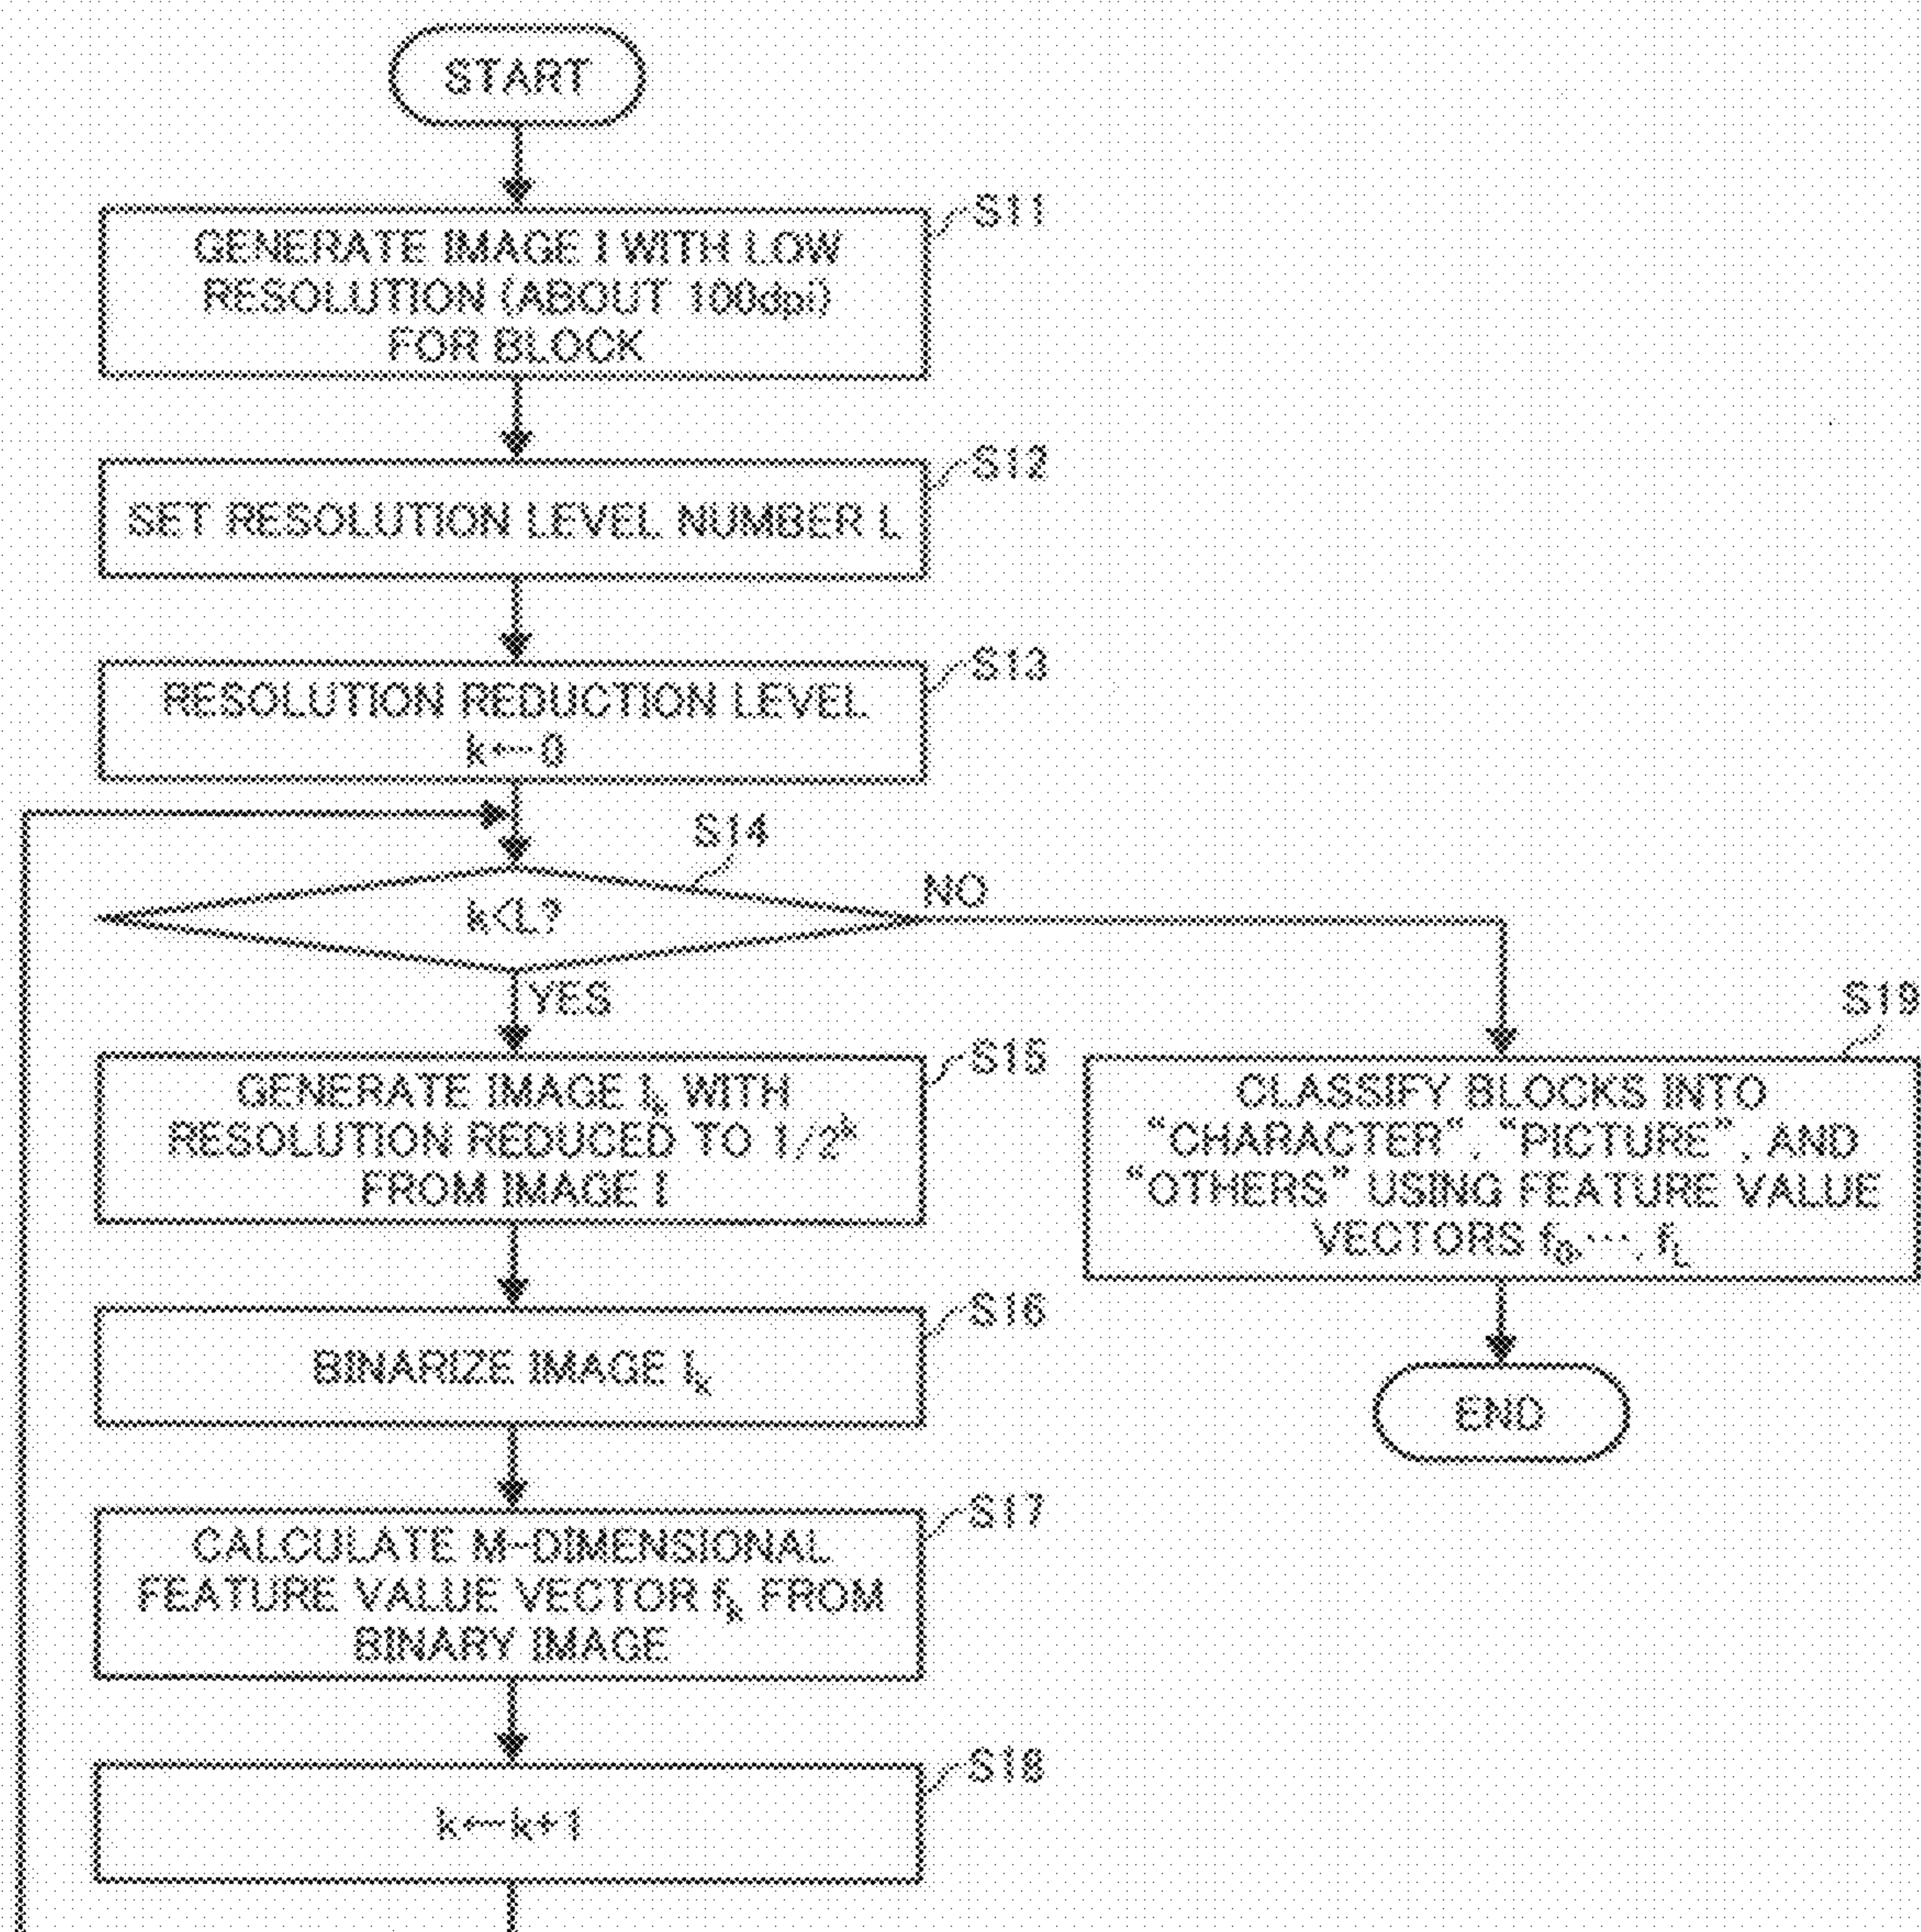 START
S11
GENERATE IMAGE I WITH LOW
RESOLUTION (ABOUT 100dpi)
FOR BLOCK
S12
SET RESOLUTION LEVEL NUMBER L
S13
RESOLUTION REDUCTION LEVEL
k←0
S14
k<L?
NO
YES
S15
GENERATE IMAGE Iₖ WITH
RESOLUTION REDUCED TO 1/2ᵏ
FROM IMAGE I
S16
BINARIZE IMAGE Iₖ
S17
CALCULATE M-DIMENSIONAL
FEATURE VALUE VECTOR fₖ FROM
BINARY IMAGE
S18
k←k+1
S19
CLASSIFY BLOCKS INTO
“CHARACTER”, “PICTURE”, AND
“OTHERS” USING FEATURE VALUE
VECTORS f₀,⋯, f_L
END